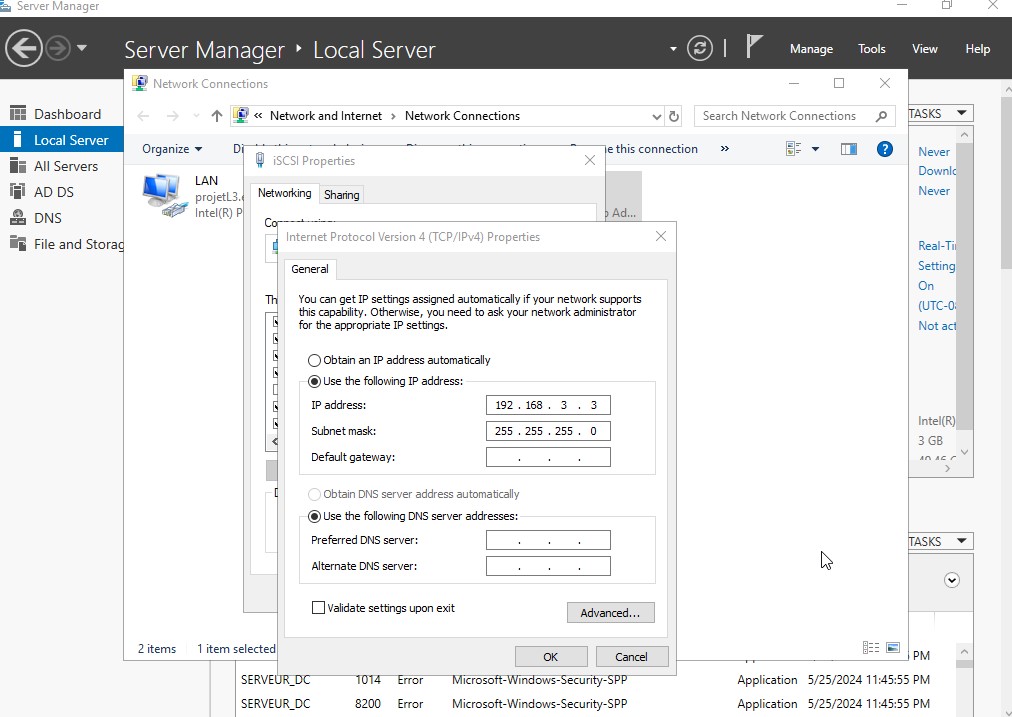 Server Manager
Server Manager ‣ Local Server
Manage Tools View Help
Dashboard
Local Server
All Servers
AD DS
DNS
File and Storag
Network Connections
« Network and Internet › Network Connections
Search Network Connections
Organize
this connection
»
LAN
projetL3.
Intel(R) P
Ad...
iSCSI Properties
Networking
Sharing
Th
Internet Protocol Version 4 (TCP/IPv4) Properties
General
You can get IP settings assigned automatically if your network supports
this capability. Otherwise, you need to ask your network administrator
for the appropriate IP settings.
Obtain an IP address automatically
Use the following IP address:
IP address: 192 . 168 . 3 . 3
Subnet mask: 255 . 255 . 255 . 0
Default gateway: . . .
Obtain DNS server address automatically
Use the following DNS server addresses:
Preferred DNS server: . . .
Alternate DNS server: . . .
Validate settings upon exit
Advanced...
OK
Cancel
2 items
1 item selected
TASKS
Never
Downlo
Never
Real-Ti
Setting
On
(UTC-08
Not act
Intel(R)
3 GB
TASKS
PM
SERVEUR_DC 1014 Error Microsoft-Windows-Security-SPP Application 5/25/2024 11:45:55 PM
SERVEUR_DC 8200 Error Microsoft-Windows-Security-SPP Application 5/25/2024 11:45:55 PM